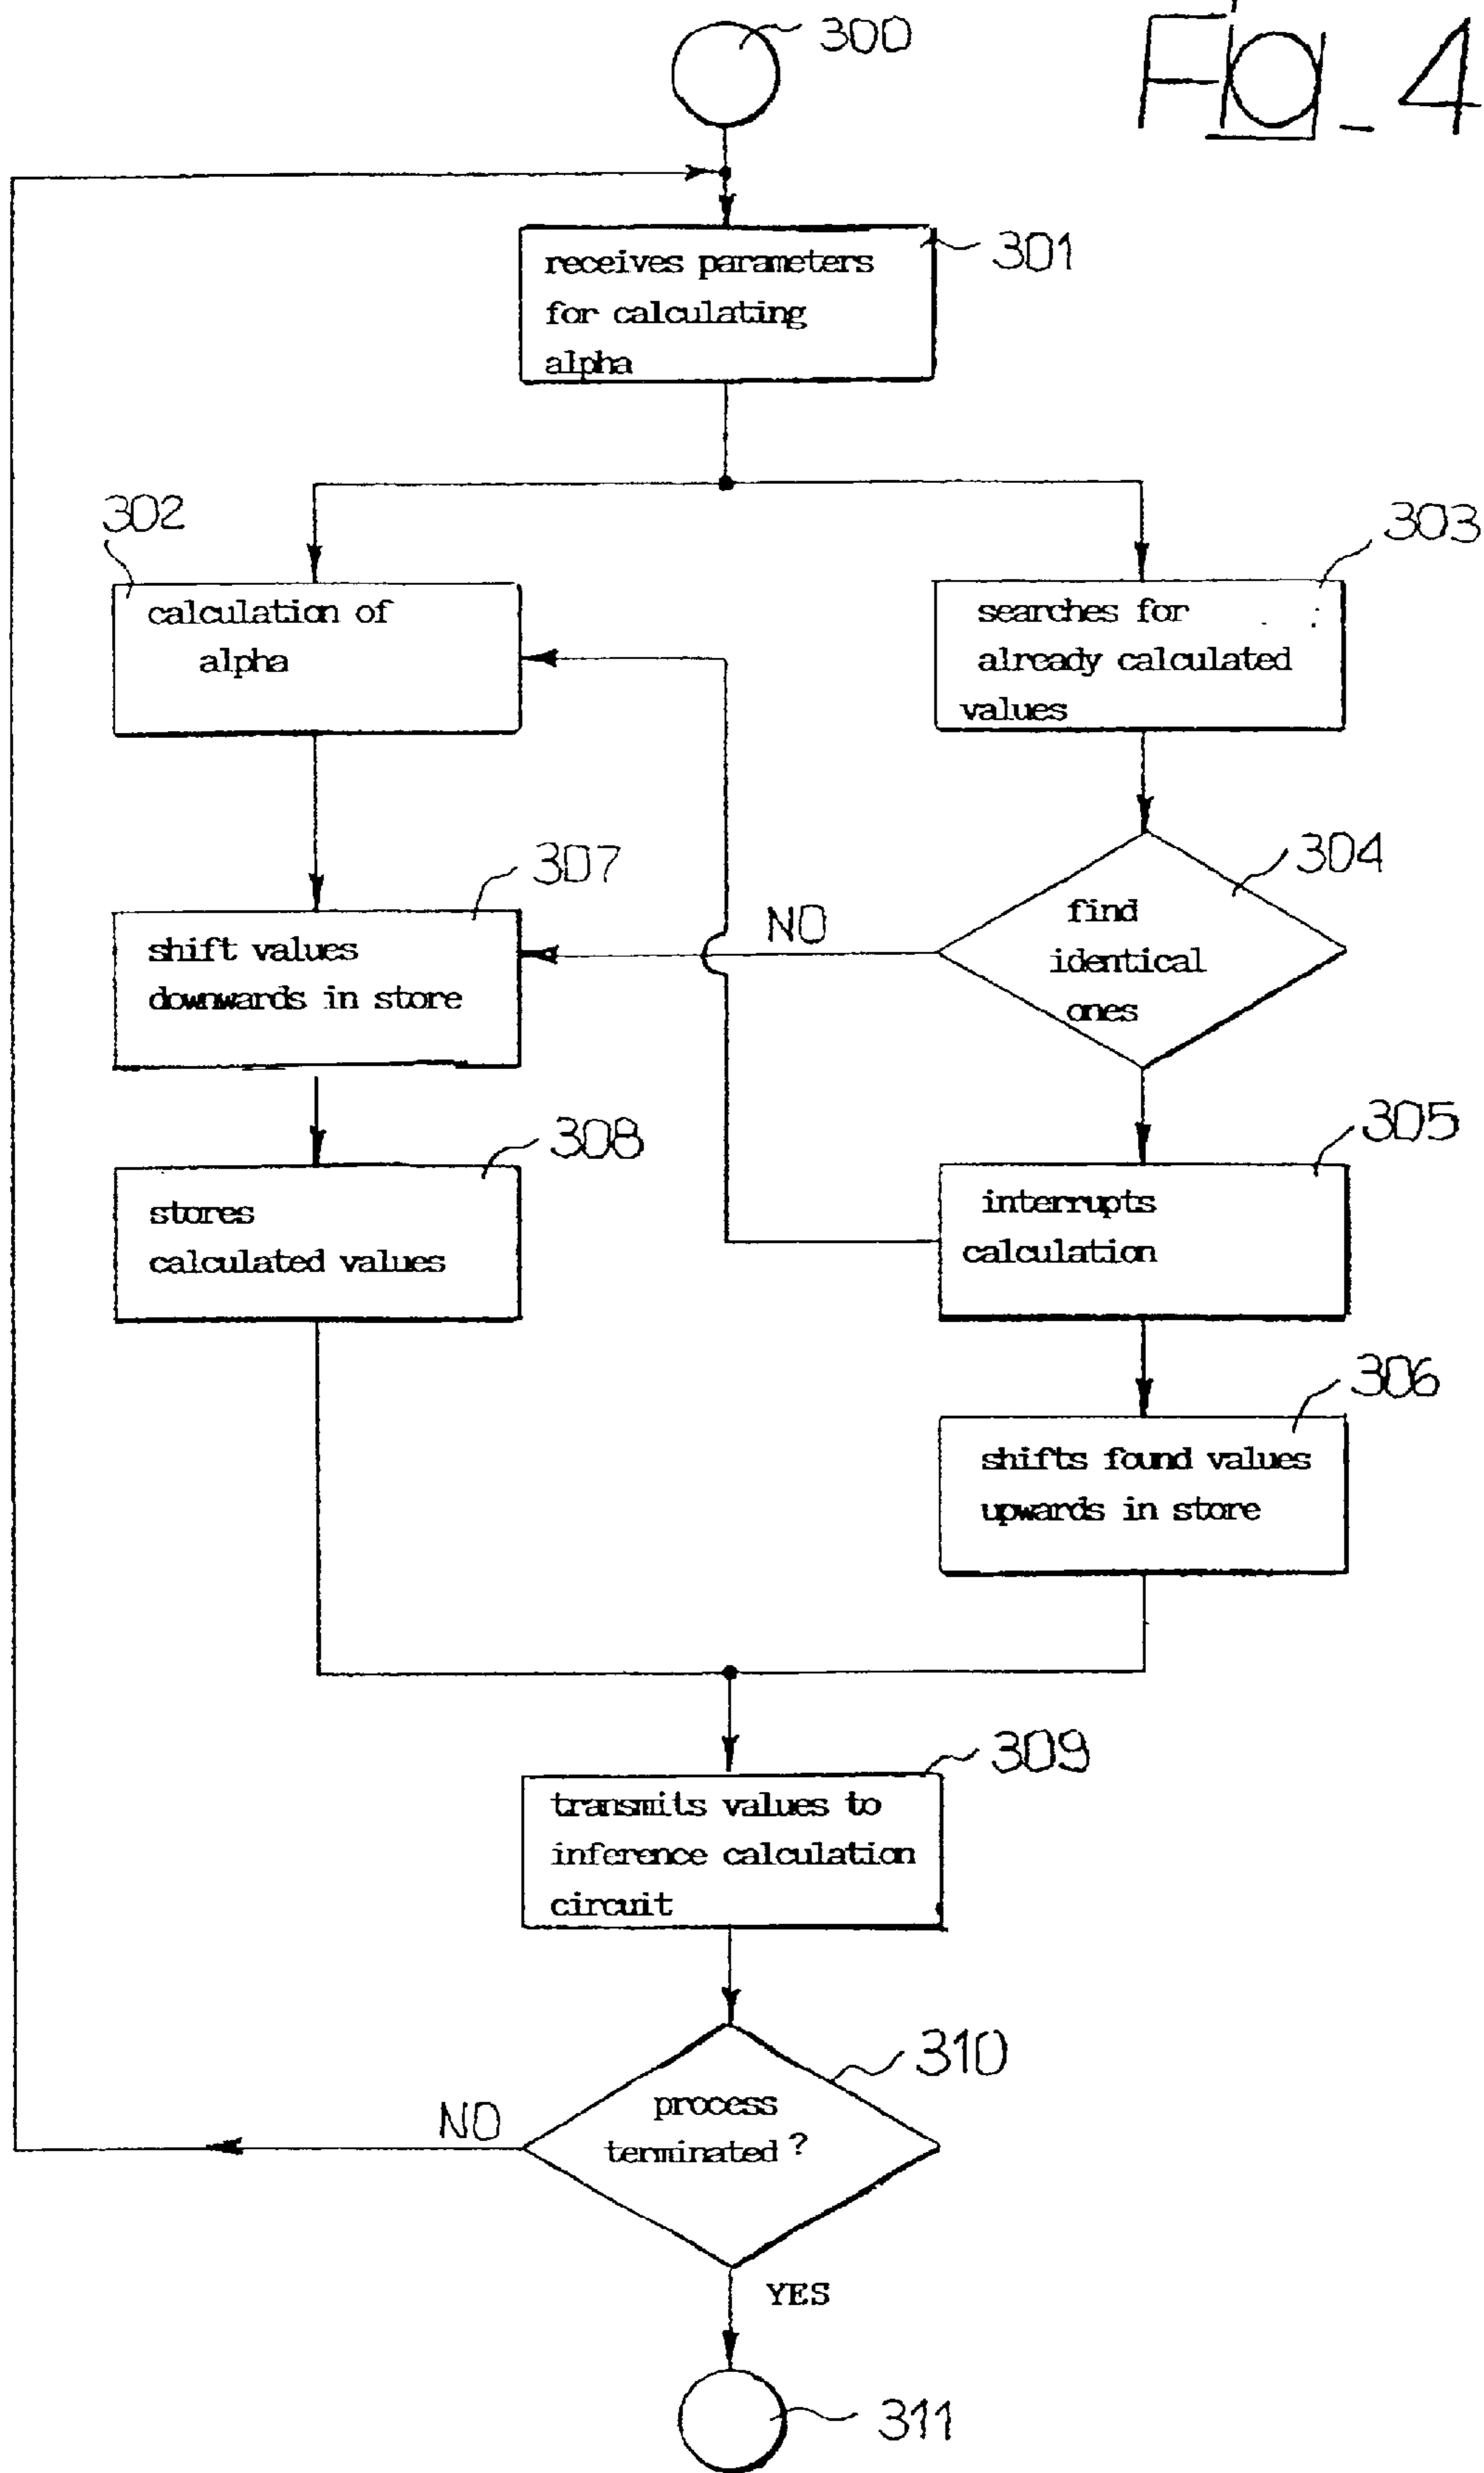 300
Fig. 4
receives parameters
for calculating
alpha
301
302
calculation of
alpha
303
searches for
already calculated
values
304
find
identical
ones
NO
307
shift values
downwards in store
305
interrupts
calculation
308
stores
calculated values
306
shifts found values
upwards in store
309
transmits values to
inference calculation
circuit
310
process
terminated?
NO
YES
311